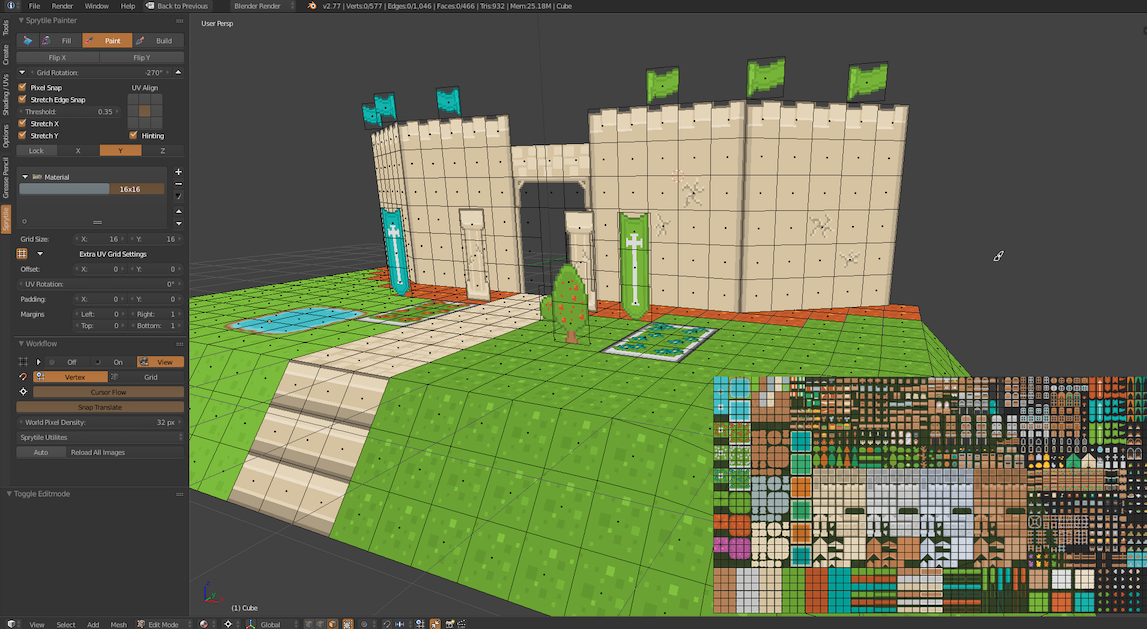 File Render Window Help Back to Previous Blender Render v2.77 | Verts:0/577 | Edges:0/1,046 | Faces:0/466 | Tris:932 | Mem:25.18M | Cube
Sprytile Painter
User Persp
Fill Paint Build
Flip X Flip Y
Grid Rotation: -270°
Pixel Snap UV Align
Stretch Edge Snap
Threshold: 0.35
Stretch X
Stretch Y Hinting
Lock X Y Z
Material
16x16
Grid Size: X: 16 Y: 16
Extra UV Grid Settings
Offset: X: 0 Y: 0
UV Rotation: 0°
Padding: X: 0 Y: 0
Margins Left: 0 Right: 1
Top: 0 Bottom: 1
Workflow
Off On View
Vertex Grid
Cursor Flow
Snap Translate
World Pixel Density: 32 px
Sprytile Utilites
Auto Reload All Images
Toggle Editmode
Tools
Create
Shading / UVs
Options
Grease Pencil
Sprytile
(1) Cube
View Select Add Mesh Edit Mode Global